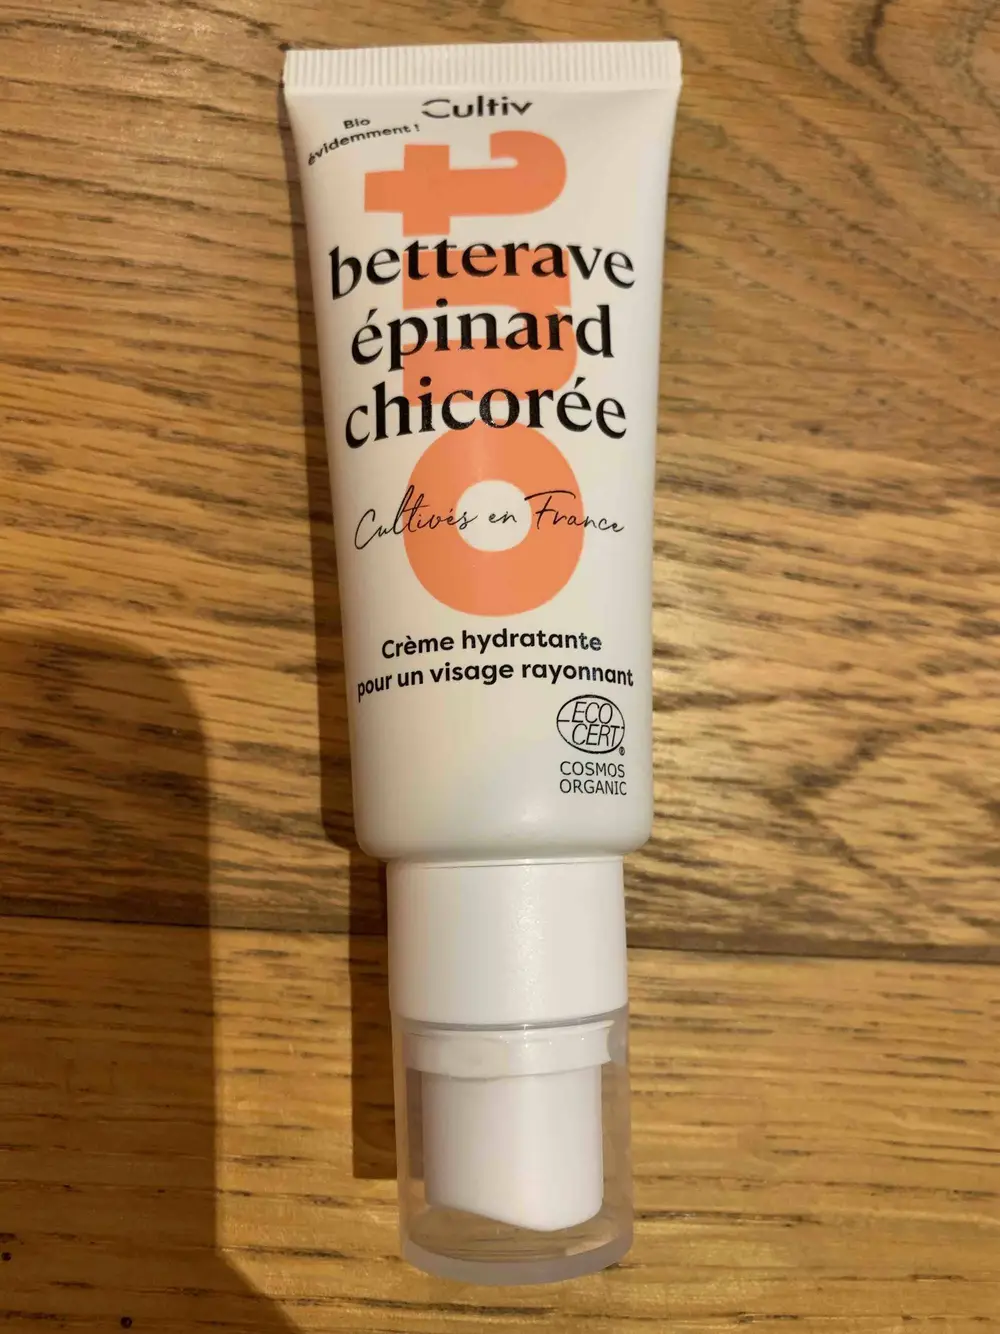 Cultiv
Bio
évidemment !
betterave
épinard
chicorée
Cultivés en France
Crème hydratante
pour un visage rayonnant
ECO
CERT®
COSMOS
ORGANIC